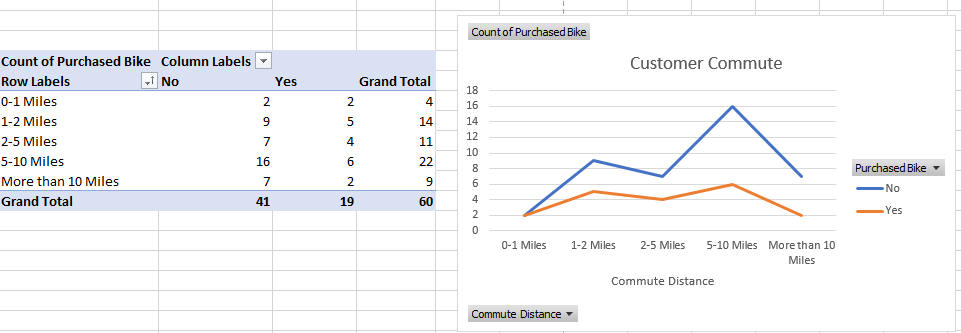 Count of Purchased Bike Column Labels
Row Labels No Yes Grand Total
0-1 Miles 2 2 4
1-2 Miles 9 5 14
2-5 Miles 7 4 11
5-10 Miles 16 6 22
More than 10 Miles 7 2 9
Grand Total 41 19 60
Count of Purchased Bike
Customer Commute
18
16
14
12
10
8
6
4
2
0
0-1 Miles 1-2 Miles 2-5 Miles 5-10 Miles More than 10
Miles
Commute Distance
Purchased Bike
No
Yes
Commute Distance